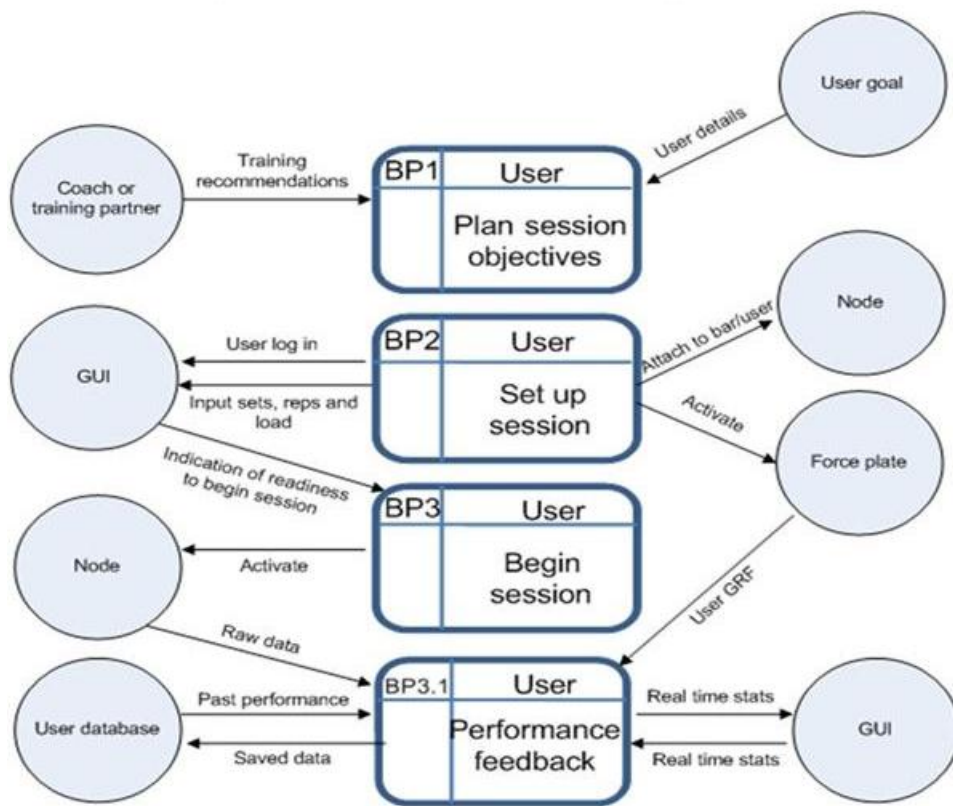 User goal
User details
Coach or
training partner
Training
recommendations
BP1
User
Plan session
objectives
Node
Attach to bar/user
GUI
User log in
Input sets, reps and
load
BP2
User
Set up
session
Activate
Force plate
Indication of readiness
to begin session
BP3
User
Begin
session
Node
Activate
User GRF
Raw data
BP3.1
User
Performance
feedback
User database
Past performance
Saved data
Real time stats
Real time stats
GUI